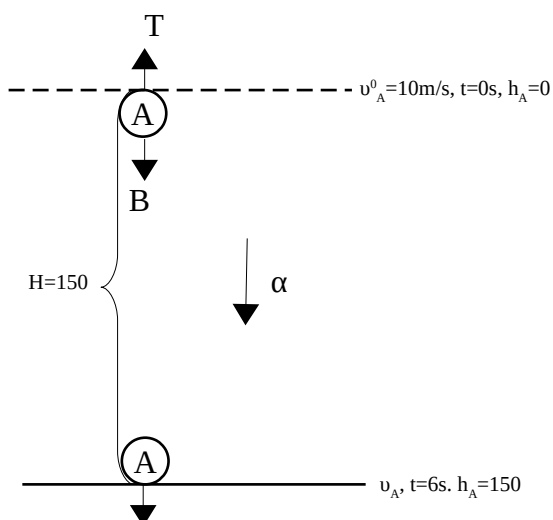 T
υ⁰A=10m/s, t=0s, hA=0
A
B
H=150
α
A
υA, t=6s. hA=150